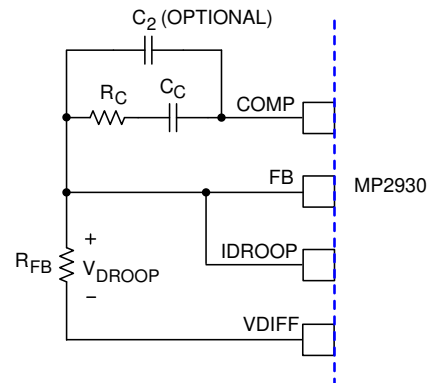 C2 (OPTIONAL)
RC
CC
COMP
FB
MP2930
IDROOP
+
RFB
VDROOP
−
VDIFF